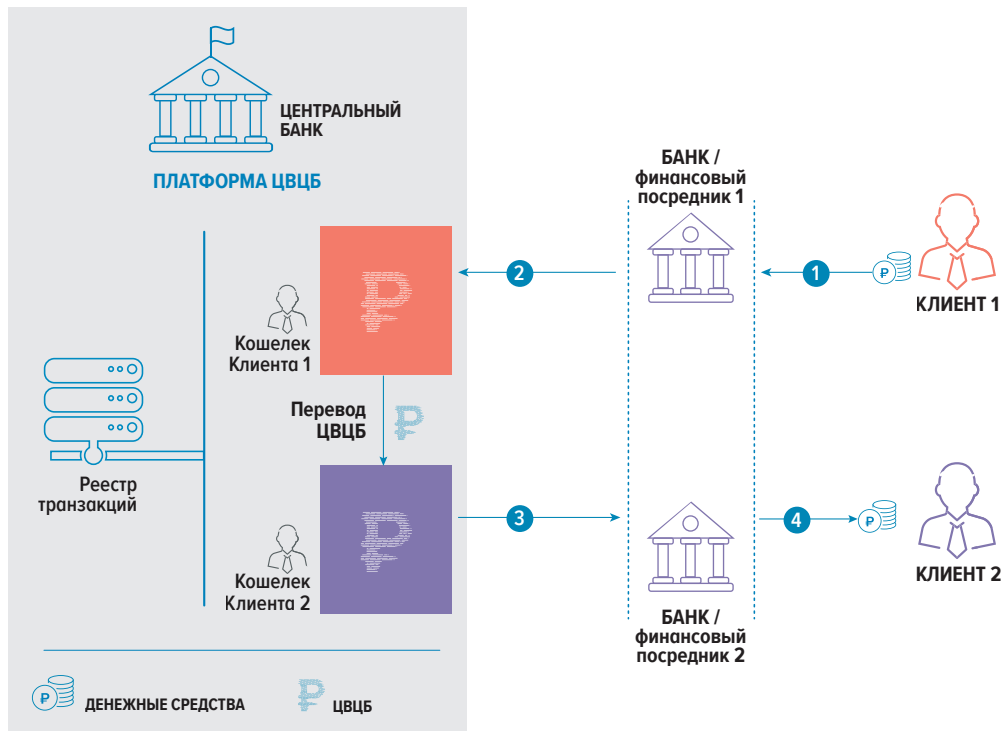 ЦЕНТРАЛЬНЫЙ
БАНК
ПЛАТФОРМА ЦВЦБ
БАНК /
финансовый
посредник 1
2
1
₽
КЛИЕНТ 1
₽
Кошелек
Клиента 1
Перевод
ЦВЦБ
₽
Реестр
транзакций
₽
3
4
₽
Кошелек
Клиента 2
КЛИЕНТ 2
БАНК /
финансовый
посредник 2
₽
ДЕНЕЖНЫЕ СРЕДСТВА
₽
ЦВЦБ